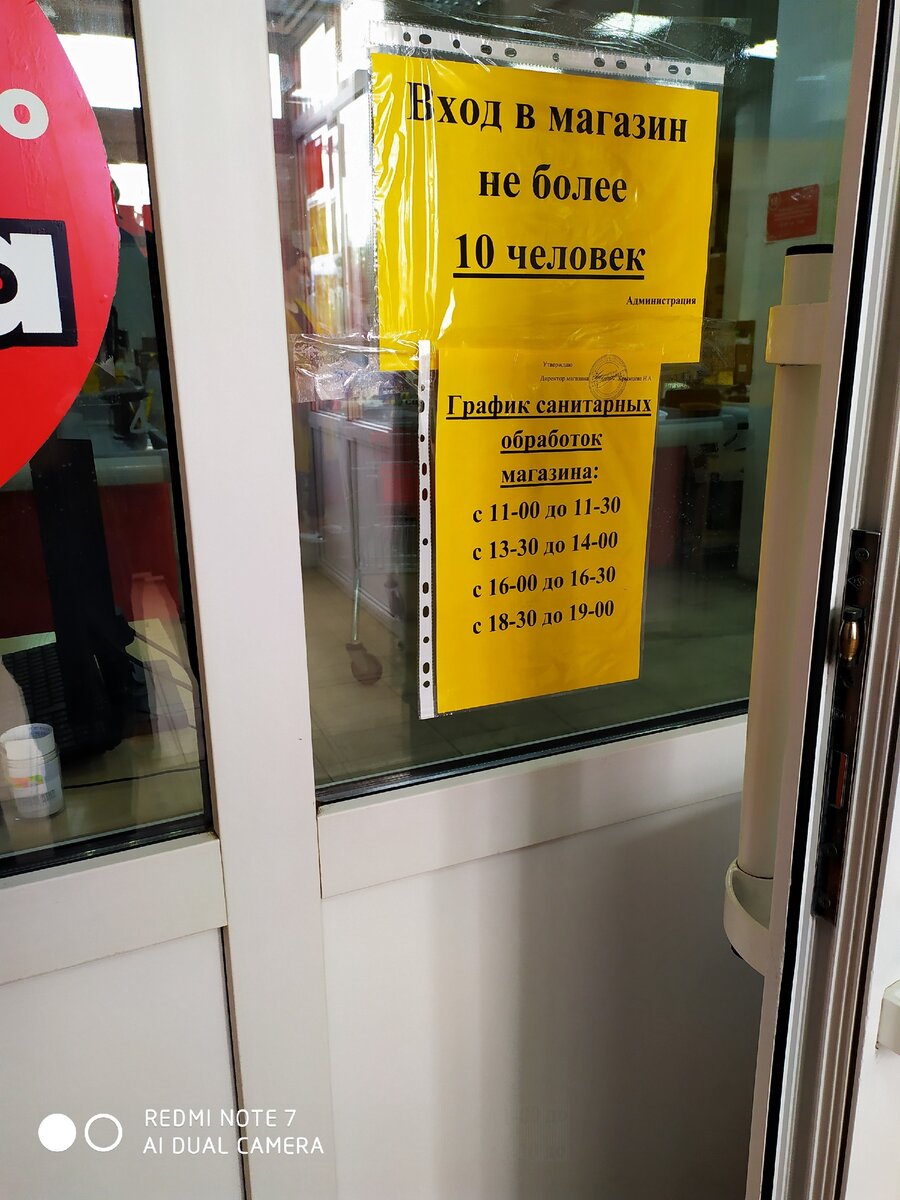 о
а
Вход в магазин
не более
10 человек
Администрация
Утверждаю
Директор магазина
График санитарных
обработок
магазина:
с 11-00 до 11-30
с 13-30 до 14-00
с 16-00 до 16-30
с 18-30 до 19-00
REDMI NOTE 7
AI DUAL CAMERA